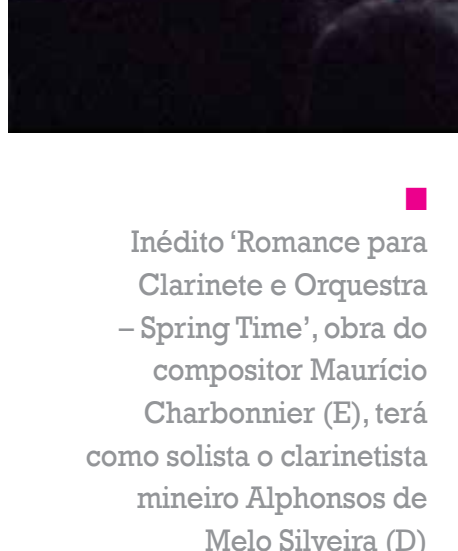 Inédito ‘Romance para
Clarinete e Orquestra
– Spring Time’, obra do
compositor Maurício
Charbonnier (E), terá
como solista o clarinetista
mineiro Alphonsos de
Melo Silveira (D)